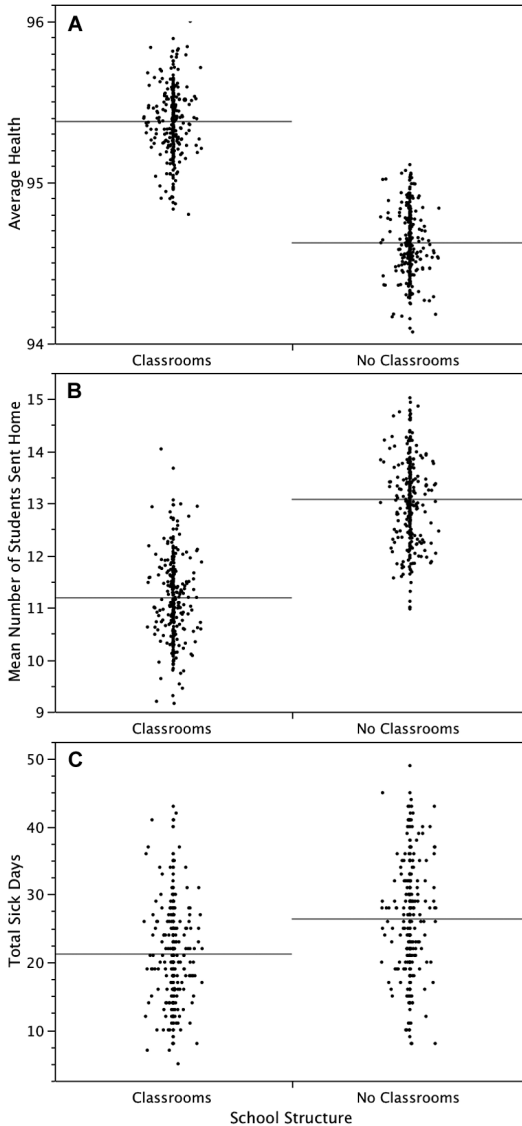 A
96
95
94
Average Health
Classrooms
No Classrooms
B
15
14
13
12
11
10
9
Mean Number of Students Sent Home
Classrooms
No Classrooms
C
50
40
30
20
10
Total Sick Days
Classrooms
No Classrooms
School Structure